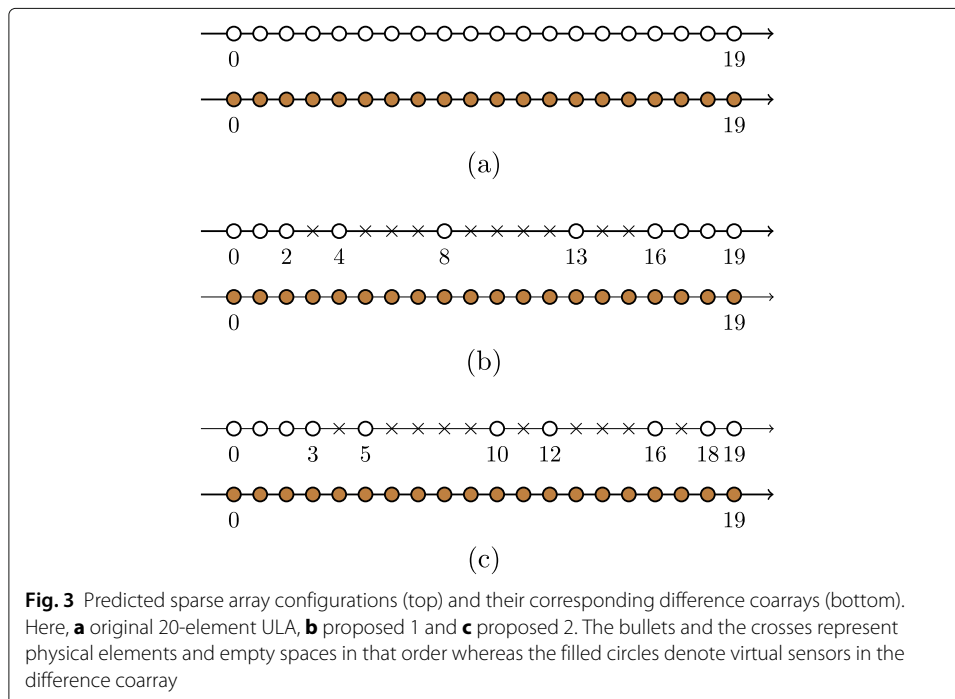 0 19
0 19
(a)
0 2 4 8 13 16 19
0 19
(b)
0 3 5 10 12 16 18 19
0 19
(c)
Fig. 3 Predicted sparse array configurations (top) and their corresponding difference coarrays (bottom).
Here, a original 20-element ULA, b proposed 1 and c proposed 2. The bullets and the crosses represent
physical elements and empty spaces in that order whereas the filled circles denote virtual sensors in the
difference coarray